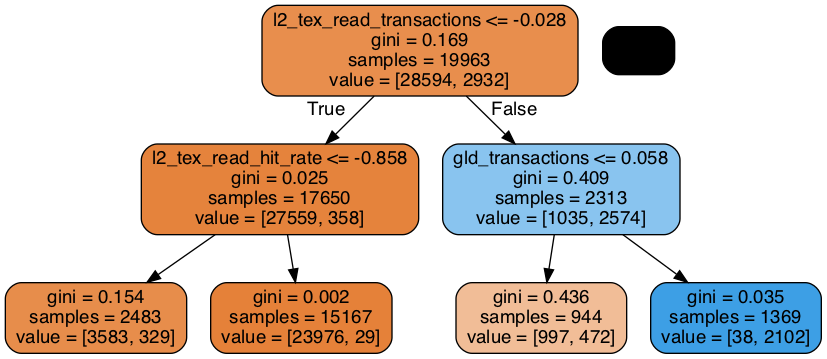 l2_tex_read_transactions <= -0.028
gini = 0.169
samples = 19963
value = [28594, 2932]
True
False
l2_tex_read_hit_rate <= -0.858
gini = 0.025
samples = 17650
value = [27559, 358]
gld_transactions <= 0.058
gini = 0.409
samples = 2313
value = [1035, 2574]
gini = 0.154
samples = 2483
value = [3583, 329]
gini = 0.002
samples = 15167
value = [23976, 29]
gini = 0.436
samples = 944
value = [997, 472]
gini = 0.035
samples = 1369
value = [38, 2102]